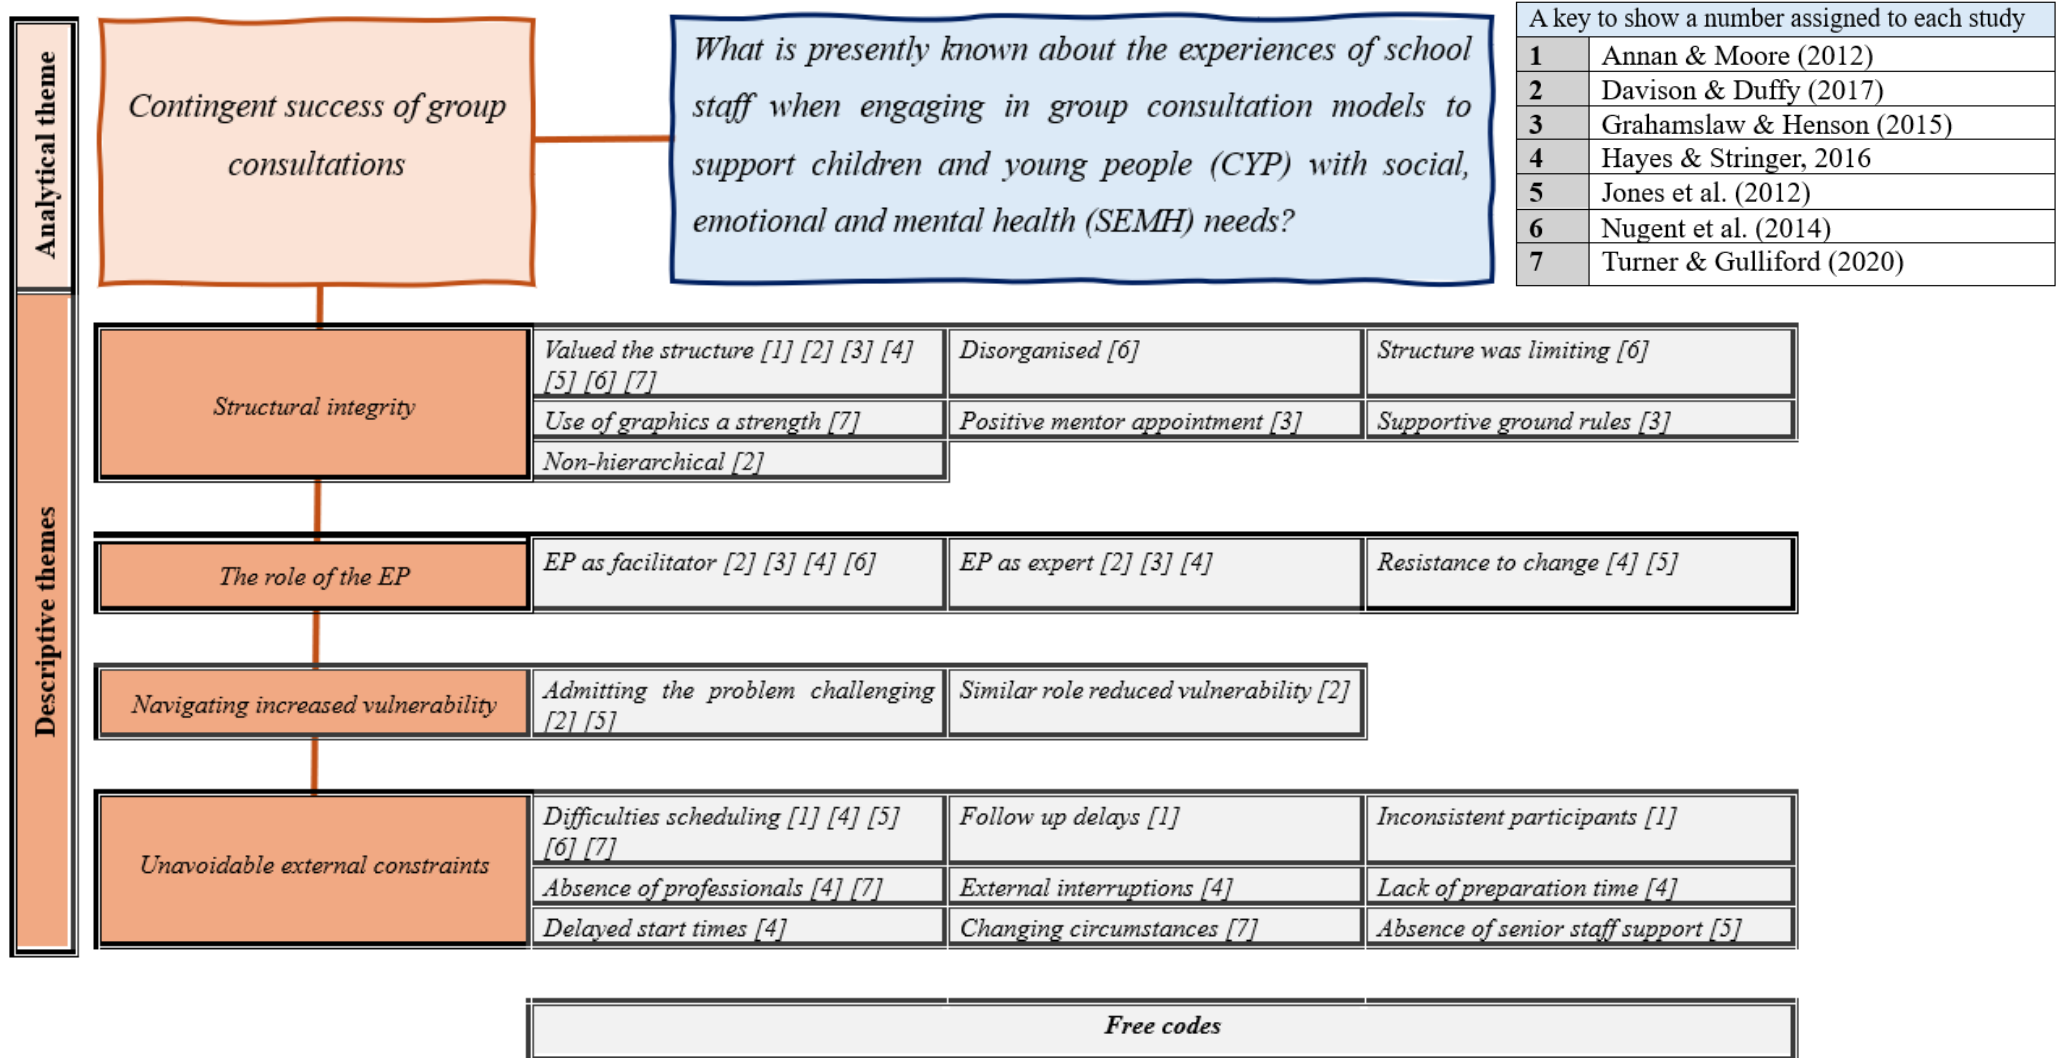 Analytical theme
Contingent success of group
consultations
What is presently known about the experiences of school
staff when engaging in group consultation models to
support children and young people (CYP) with social,
emotional and mental health (SEMH) needs?
A key to show a number assigned to each study
1 Annan & Moore (2012)
2 Davison & Duffy (2017)
3 Grahamslaw & Henson (2015)
4 Hayes & Stringer, 2016
5 Jones et al. (2012)
6 Nugent et al. (2014)
7 Turner & Gulliford (2020)
Descriptive themes
Structural integrity
Valued the structure [1] [2] [3] [4]
[5] [6] [7]
Disorganised [6]
Structure was limiting [6]
Use of graphics a strength [7]
Positive mentor appointment [3]
Supportive ground rules [3]
Non-hierarchical [2]
The role of the EP
EP as facilitator [2] [3] [4] [6]
EP as expert [2] [3] [4]
Resistance to change [4] [5]
Navigating increased vulnerability
Admitting the problem challenging
[2] [5]
Similar role reduced vulnerability [2]
Unavoidable external constraints
Difficulties scheduling [1] [4] [5]
[6] [7]
Follow up delays [1]
Inconsistent participants [1]
Absence of professionals [4] [7]
External interruptions [4]
Lack of preparation time [4]
Delayed start times [4]
Changing circumstances [7]
Absence of senior staff support [5]
Free codes